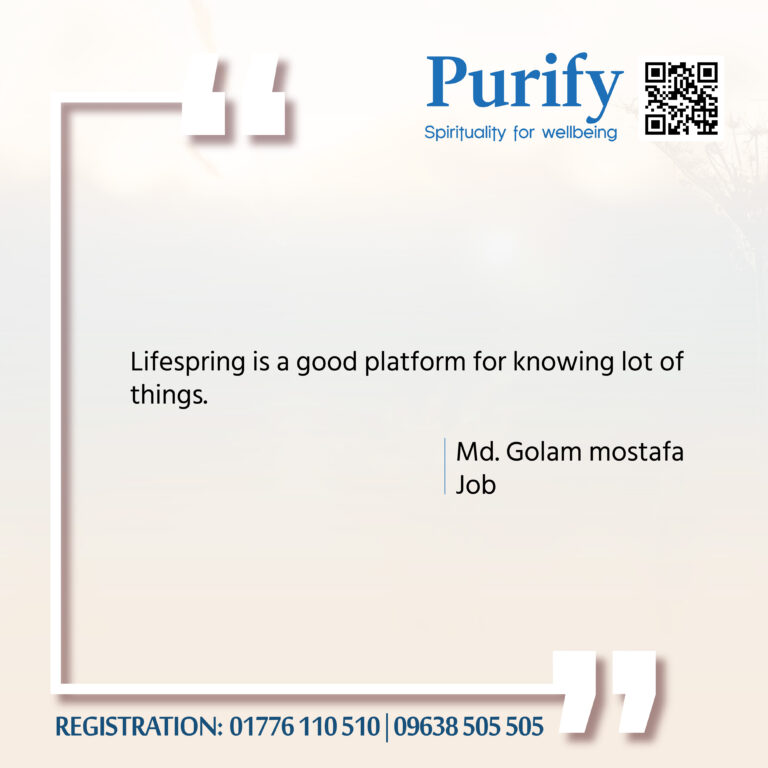 Purify
Spirituality for wellbeing
Lifespring is a good platform for knowing lot of
things.
Md. Golam mostafa
Job
REGISTRATION: 01776 110 510 | 09638 505 505